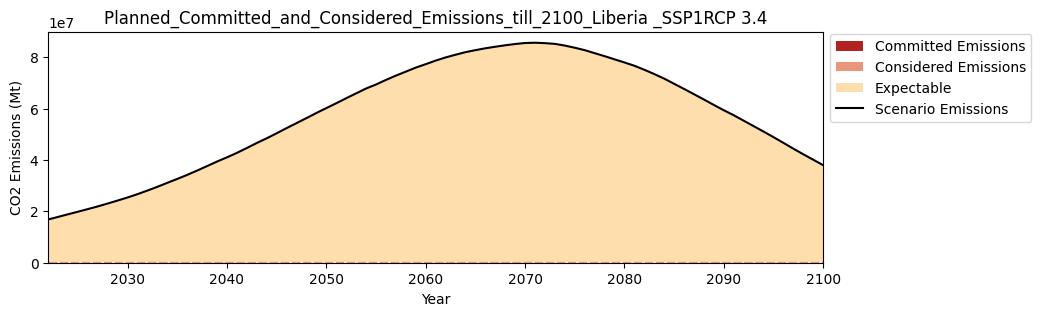 Planned_Committed_and_Considered_Emissions_till_2100_Liberia _SSP1RCP 3.4
1e7
8
6
4
2
0
CO2 Emissions (Mt)
2030 2040 2050 2060 2070 2080 2090 2100
Year
Committed Emissions
Considered Emissions
Expectable
Scenario Emissions